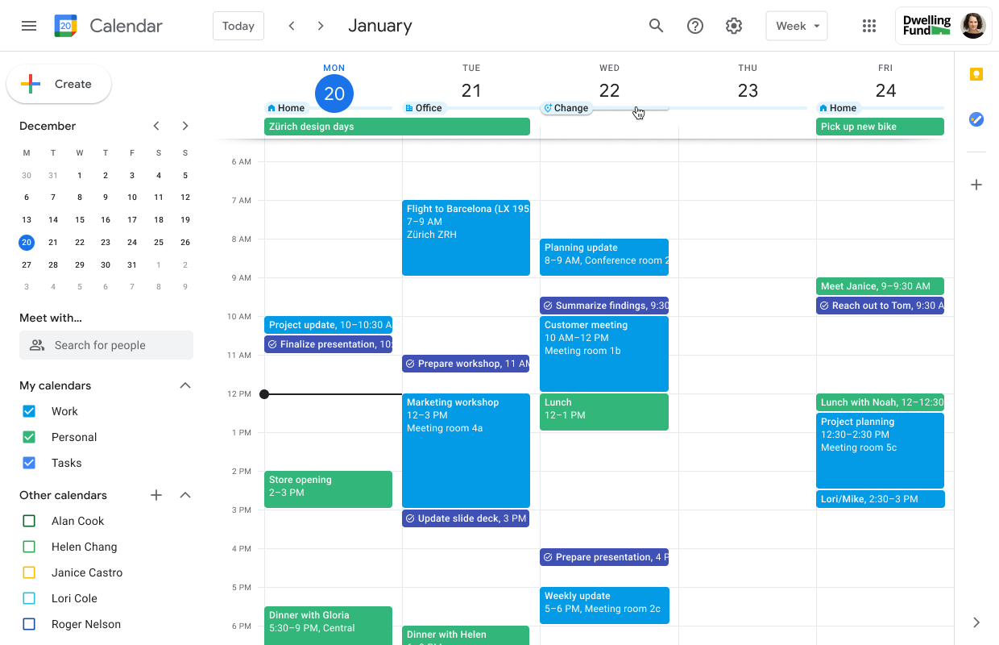 20
Calendar
Today
January
Week
Dwelling
Fund
Create
December
M T W T F S S
30 31 1 2 3 4 5
6 7 8 9 10 11 12
13 14 15 16 17 18 19
20 21 22 23 24 25 26
27 28 29 30 31 1 2
3 4 5 6 7 8 9
Meet with...
Search for people
My calendars
Work
Personal
Tasks
Other calendars
Alan Cook
Helen Chang
Janice Castro
Lori Cole
Roger Nelson
MON TUE WED THU FRI
20 21 22 23 24
Home Office Change Home
Zürich design days
Pick up new bike
6 AM
7 AM
8 AM
9 AM
10 AM
11 AM
12 PM
1 PM
2 PM
3 PM
4 PM
5 PM
6 PM
Project update, 10–10:30 A
Finalize presentation, 10:
Store opening
2–3 PM
Dinner with Gloria
5:30–9 PM, Central
Flight to Barcelona (LX 195
7–9 AM
Zürich ZRH
Prepare workshop, 11 AM
Marketing workshop
12–3 PM
Meeting room 4a
Update slide deck, 3 PM
Dinner with Helen
Planning update
8–9 AM, Conference room 2
Summarize findings, 9:30
Customer meeting
10 AM–12 PM
Meeting room 1b
Lunch
12–1 PM
Prepare presentation, 4 P
Weekly update
5–6 PM, Meeting room 2c
Meet Janice, 9–9:30 AM
Reach out to Tom, 9:30 A
Lunch with Noah, 12–12:30
Project planning
12:30–2:30 PM
Meeting room 5c
Lori/Mike, 2:30–3 PM